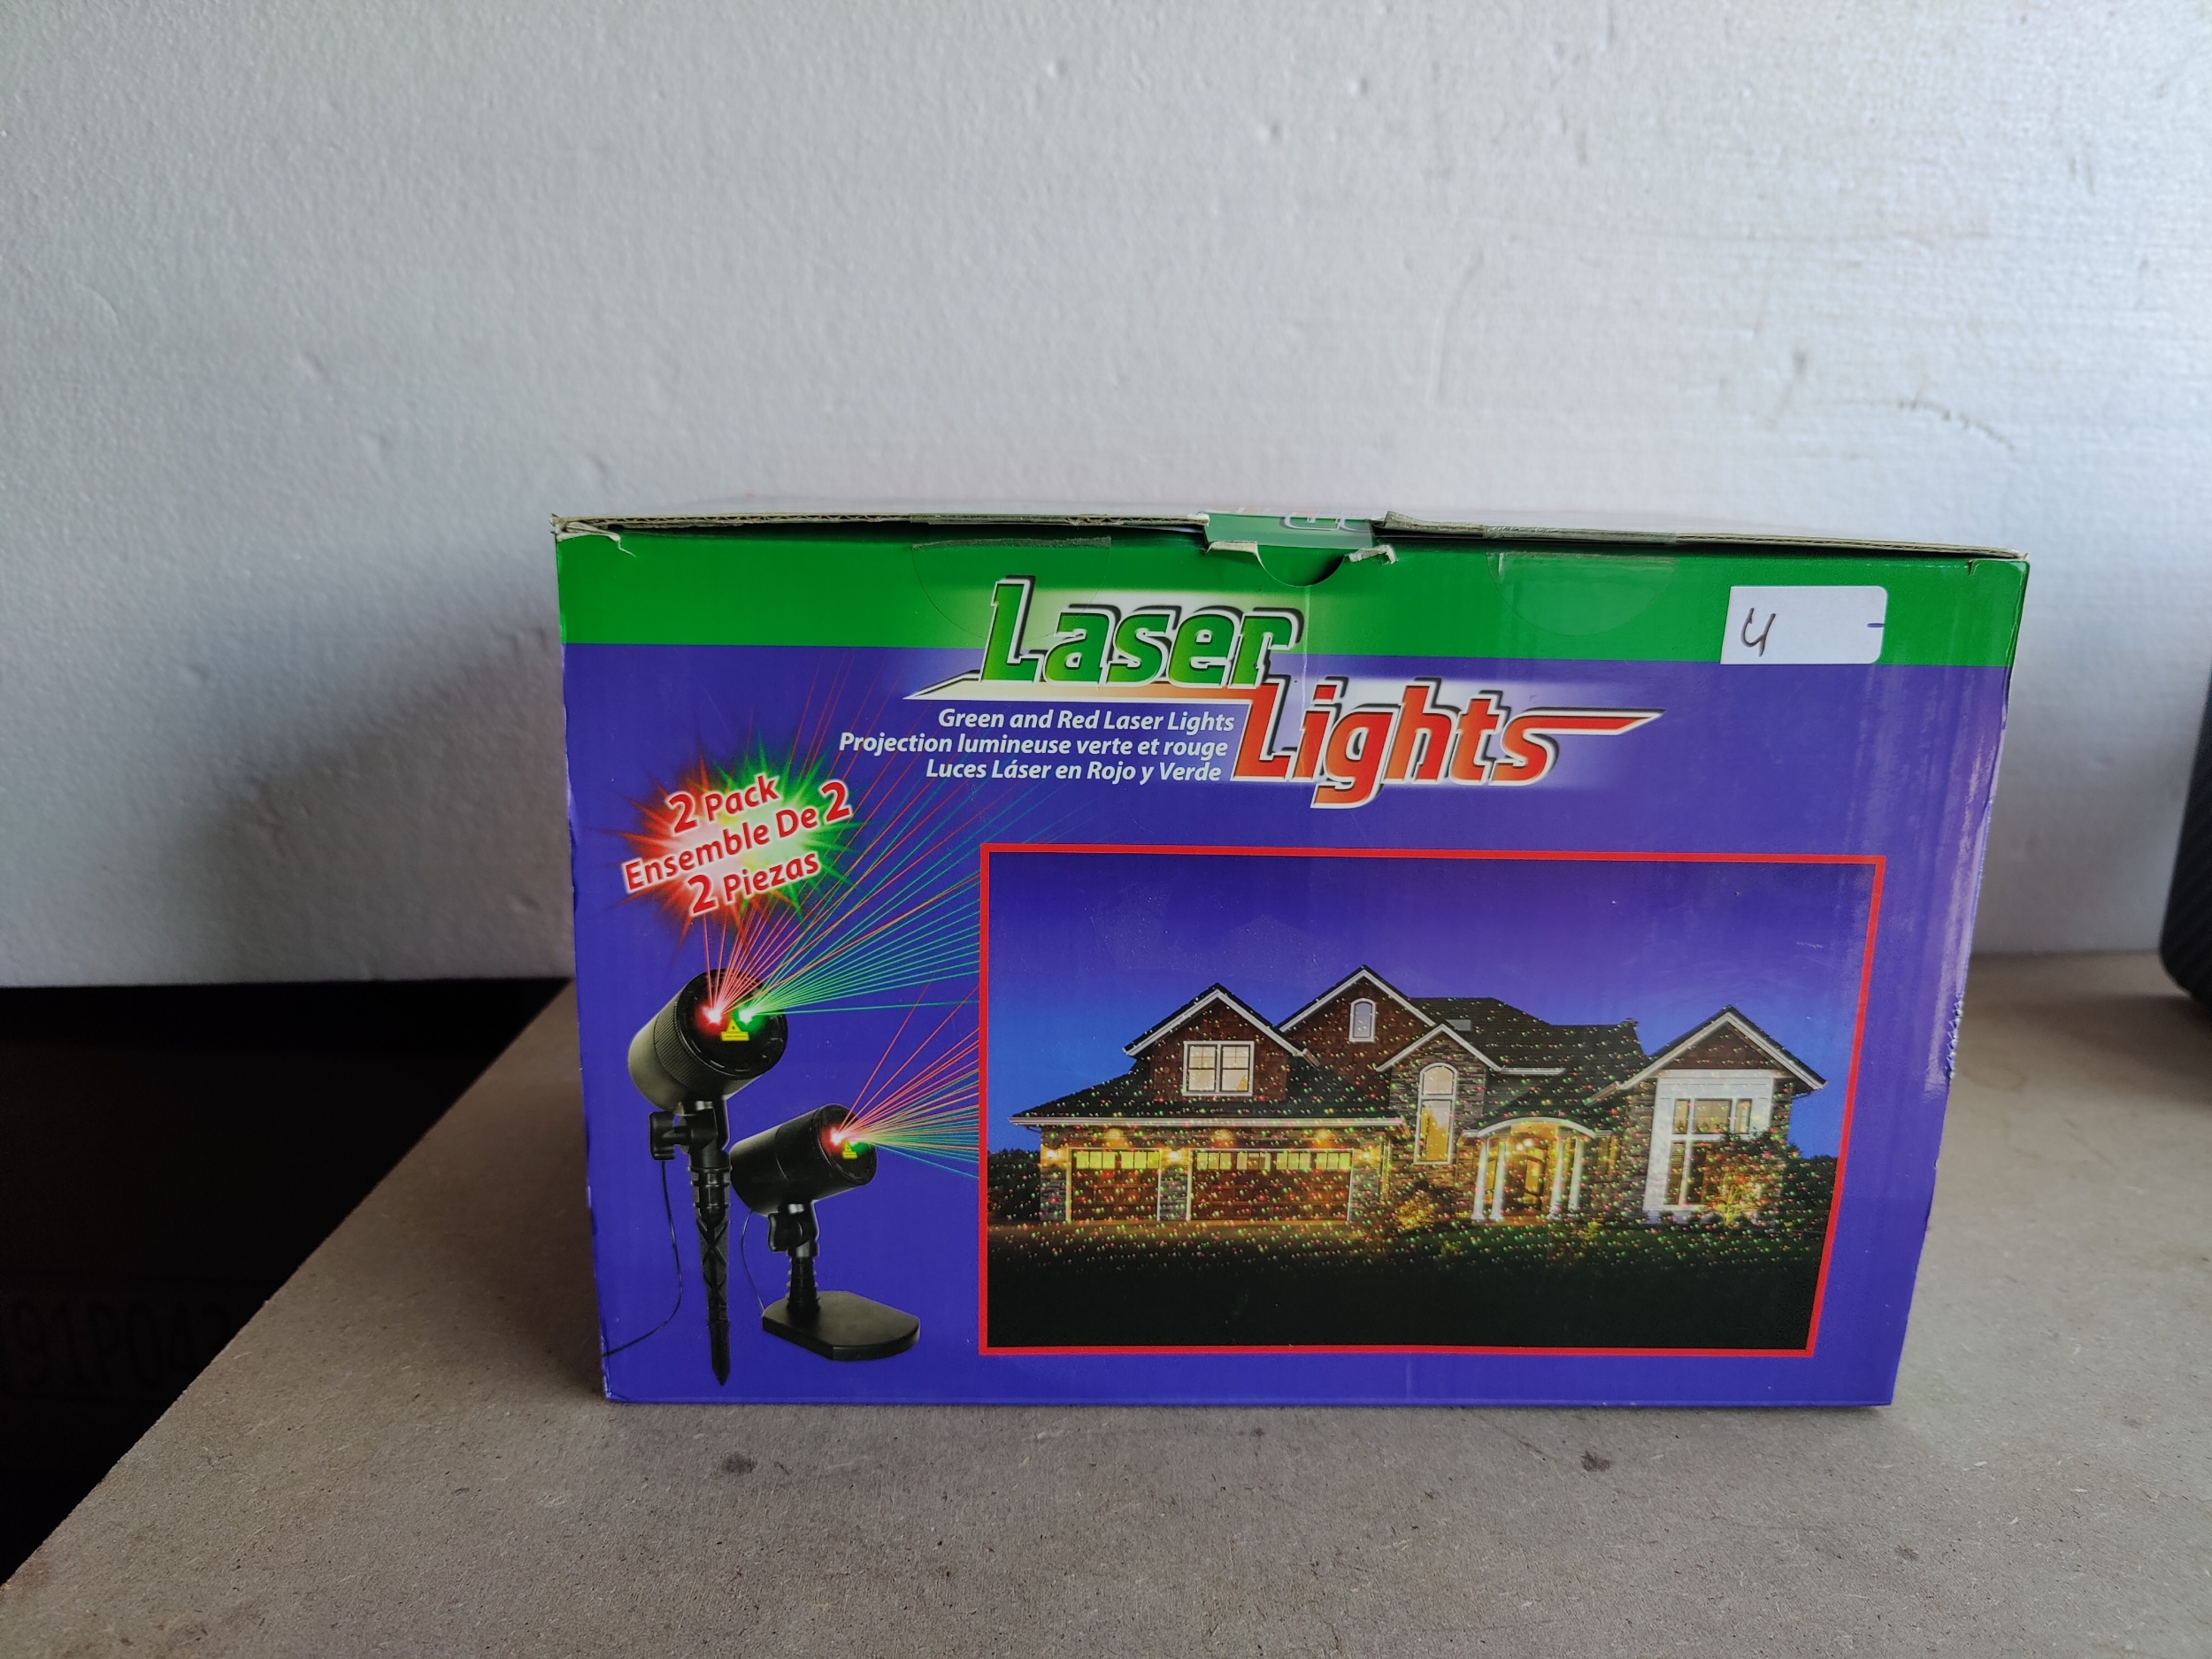 Laser
Lights
Green and Red Laser Lights
Projection lumineuse verte et rouge
Luces Láser en Rojo y Verde
2 Pack
Ensemble De 2
2 Piezas